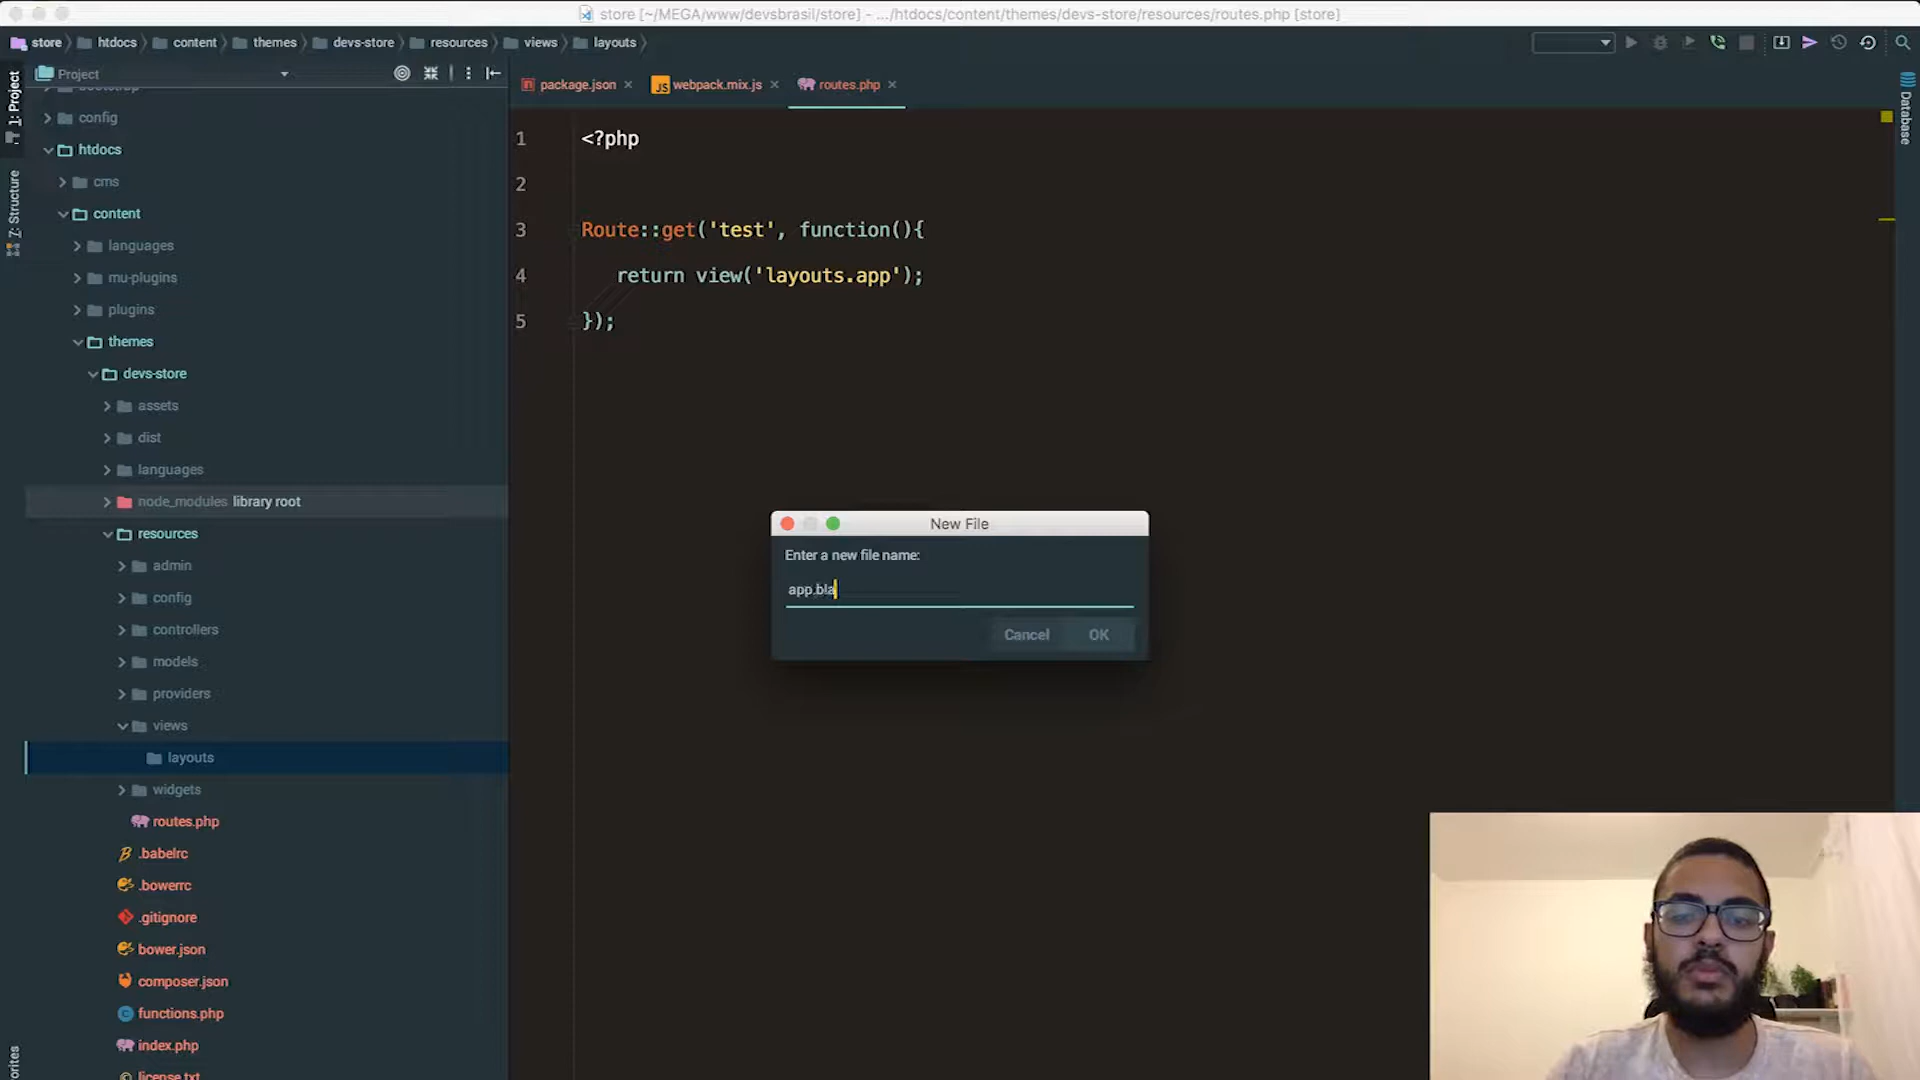 store [~/MEGA/www/devsbrasil/store] - .../htdocs/content/themes/devs-store/resources/routes.php [store]
store htdocs content themes devs-store resources views layouts
Project
package.json webpack.mix.js routes.php
1: Project
7: Structure
Database
bootstrap
config
htdocs
cms
content
languages
mu-plugins
plugins
themes
devs-store
assets
dist
languages
node_modules library root
resources
admin
config
controllers
models
providers
views
layouts
widgets
routes.php
.babelrc
.bowerrc
.gitignore
bower.json
composer.json
functions.php
index.php
license.txt
1 <?php
2
3 Route::get('test', function(){
4 return view('layouts.app');
5 });
New File
Enter a new file name:
app.bla
Cancel OK